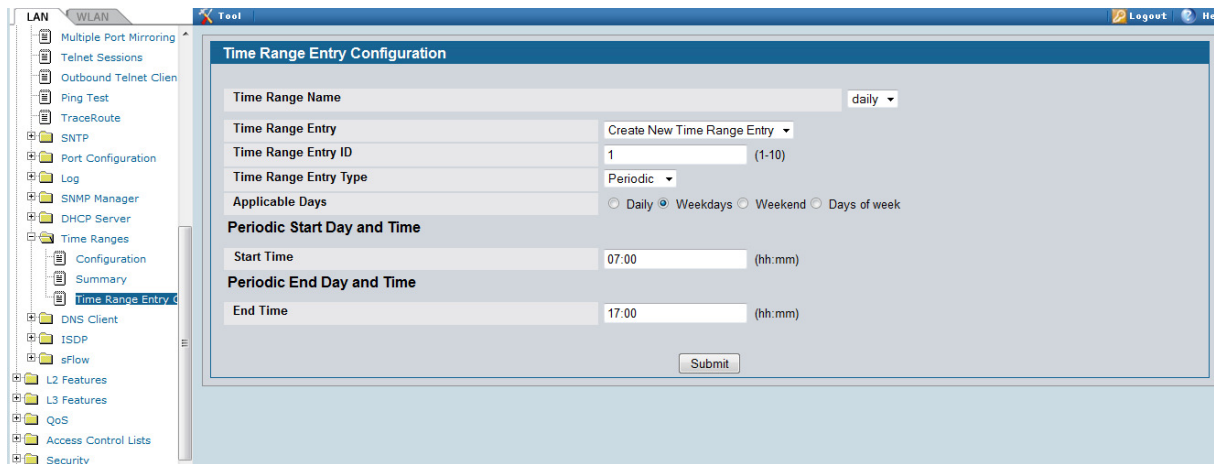 LAN WLAN
Tool
Logout He
Multiple Port Mirroring
Telnet Sessions
Outbound Telnet Clien
Ping Test
TraceRoute
SNTP
Port Configuration
Log
SNMP Manager
DHCP Server
Time Ranges
Configuration
Summary
Time Range Entry C
DNS Client
ISDP
sFlow
L2 Features
L3 Features
QoS
Access Control Lists
Security
Time Range Entry Configuration
Time Range Name daily
Time Range Entry Create New Time Range Entry
Time Range Entry ID 1 (1-10)
Time Range Entry Type Periodic
Applicable Days Daily Weekdays Weekend Days of week
Periodic Start Day and Time
Start Time 07:00 (hh:mm)
Periodic End Day and Time
End Time 17:00 (hh:mm)
Submit